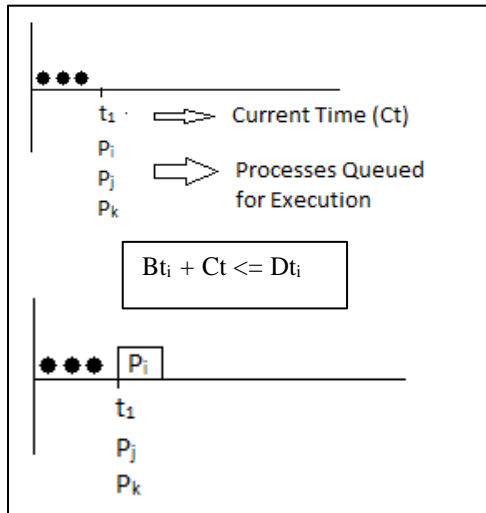 t₁ Current Time (Ct)
Pᵢ
Pⱼ Processes Queued
Pₖ for Execution
Btᵢ + Ct <= Dtᵢ
Pᵢ
t₁
Pⱼ
Pₖ